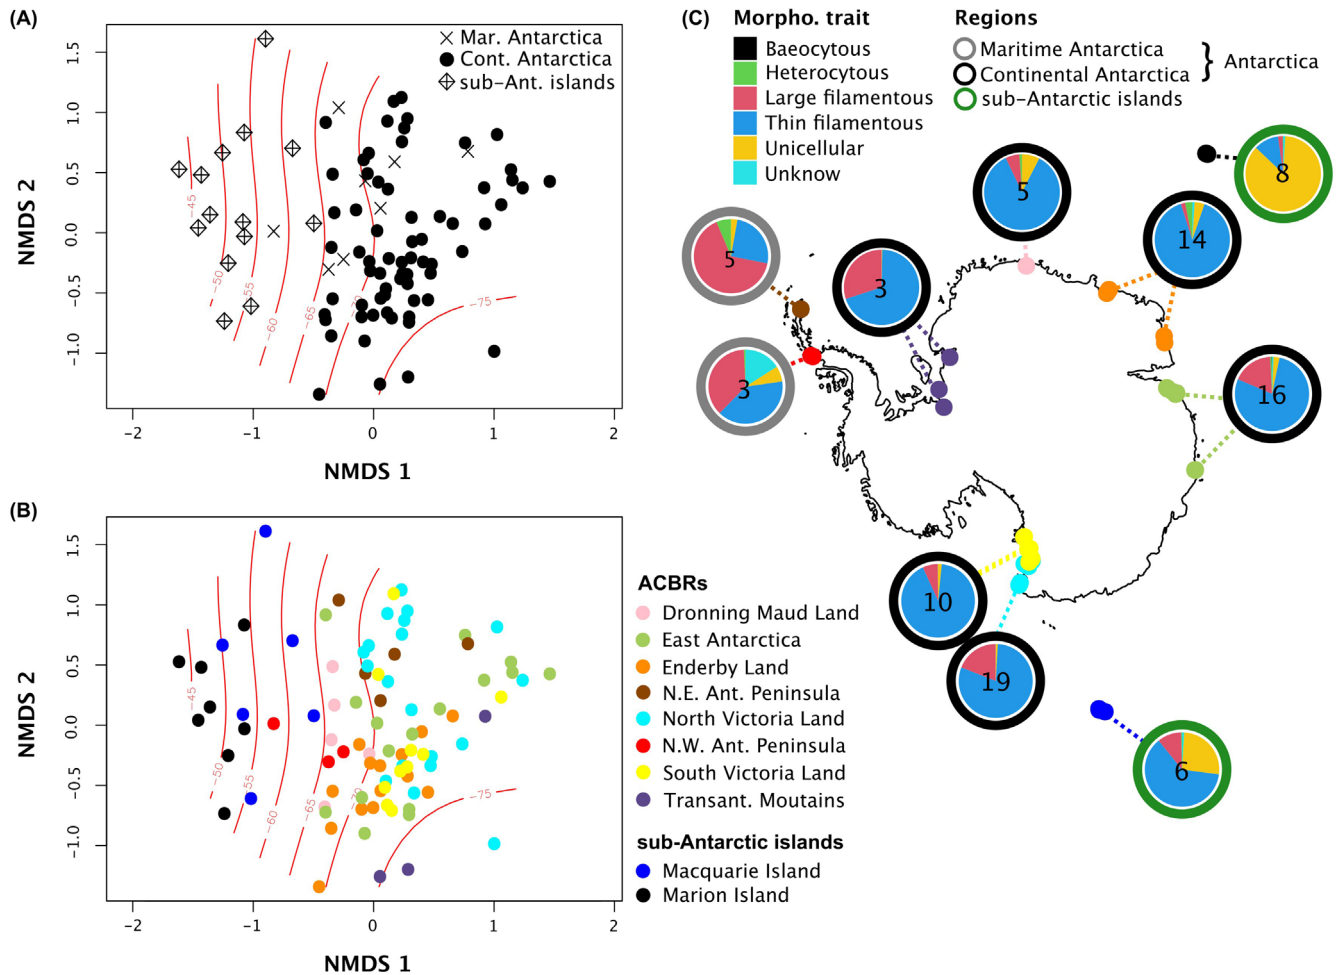 (A)
1.5
1.0
0.5
0.0
−0.5
−1.0
NMDS 2
Mar. Antarctica
Cont. Antarctica
sub-Ant. islands
−45
−50
−55
−60
−65
−70
−75
−2
−1
0
1
2
NMDS 1
(B)
1.5
1.0
0.5
0.0
−0.5
−1.0
NMDS 2
−45
−50
−55
−60
−65
−70
−75
−2
−1
0
1
2
NMDS 1
ACBRs
Dronning Maud Land
East Antarctica
Enderby Land
N.E. Ant. Peninsula
North Victoria Land
N.W. Ant. Peninsula
South Victoria Land
Transant. Moutains
sub-Antarctic islands
Macquarie Island
Marion Island
(C)
Morpho. trait
Baeocytous
Heterocytous
Large filamentous
Thin filamentous
Unicellular
Unknow
Regions
Maritime Antarctica
Continental Antarctica
} Antarctica
sub-Antarctic islands
8
5
14
5
3
3
16
10
19
6